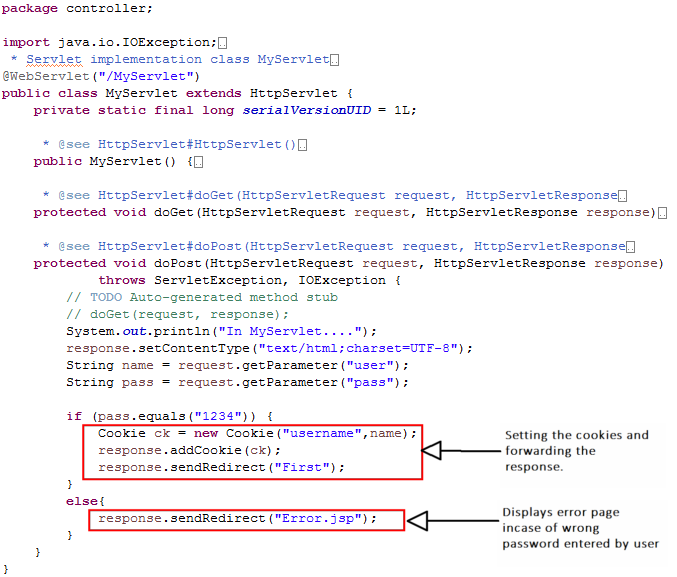 package controller;
import java.io.IOException;
* Servlet implementation class MyServlet
@WebServlet("/MyServlet")
public class MyServlet extends HttpServlet {
private static final long serialVersionUID = 1L;
* @see HttpServlet#HttpServlet()
public MyServlet() {
* @see HttpServlet#doGet(HttpServletRequest request, HttpServletResponse
protected void doGet(HttpServletRequest request, HttpServletResponse response)
* @see HttpServlet#doPost(HttpServletRequest request, HttpServletResponse
protected void doPost(HttpServletRequest request, HttpServletResponse response)
throws ServletException, IOException {
// TODO Auto-generated method stub
// doGet(request, response);
System.out.println("In MyServlet....");
response.setContentType("text/html;charset=UTF-8");
String name = request.getParameter("user");
String pass = request.getParameter("pass");
if (pass.equals("1234")) {
Cookie ck = new Cookie("username",name);
response.addCookie(ck);
response.sendRedirect("First");
}
else{
response.sendRedirect("Error.jsp");
}
}
}
Setting the cookies and
forwarding the
response.
Displays error page
incase of wrong
password entered by user